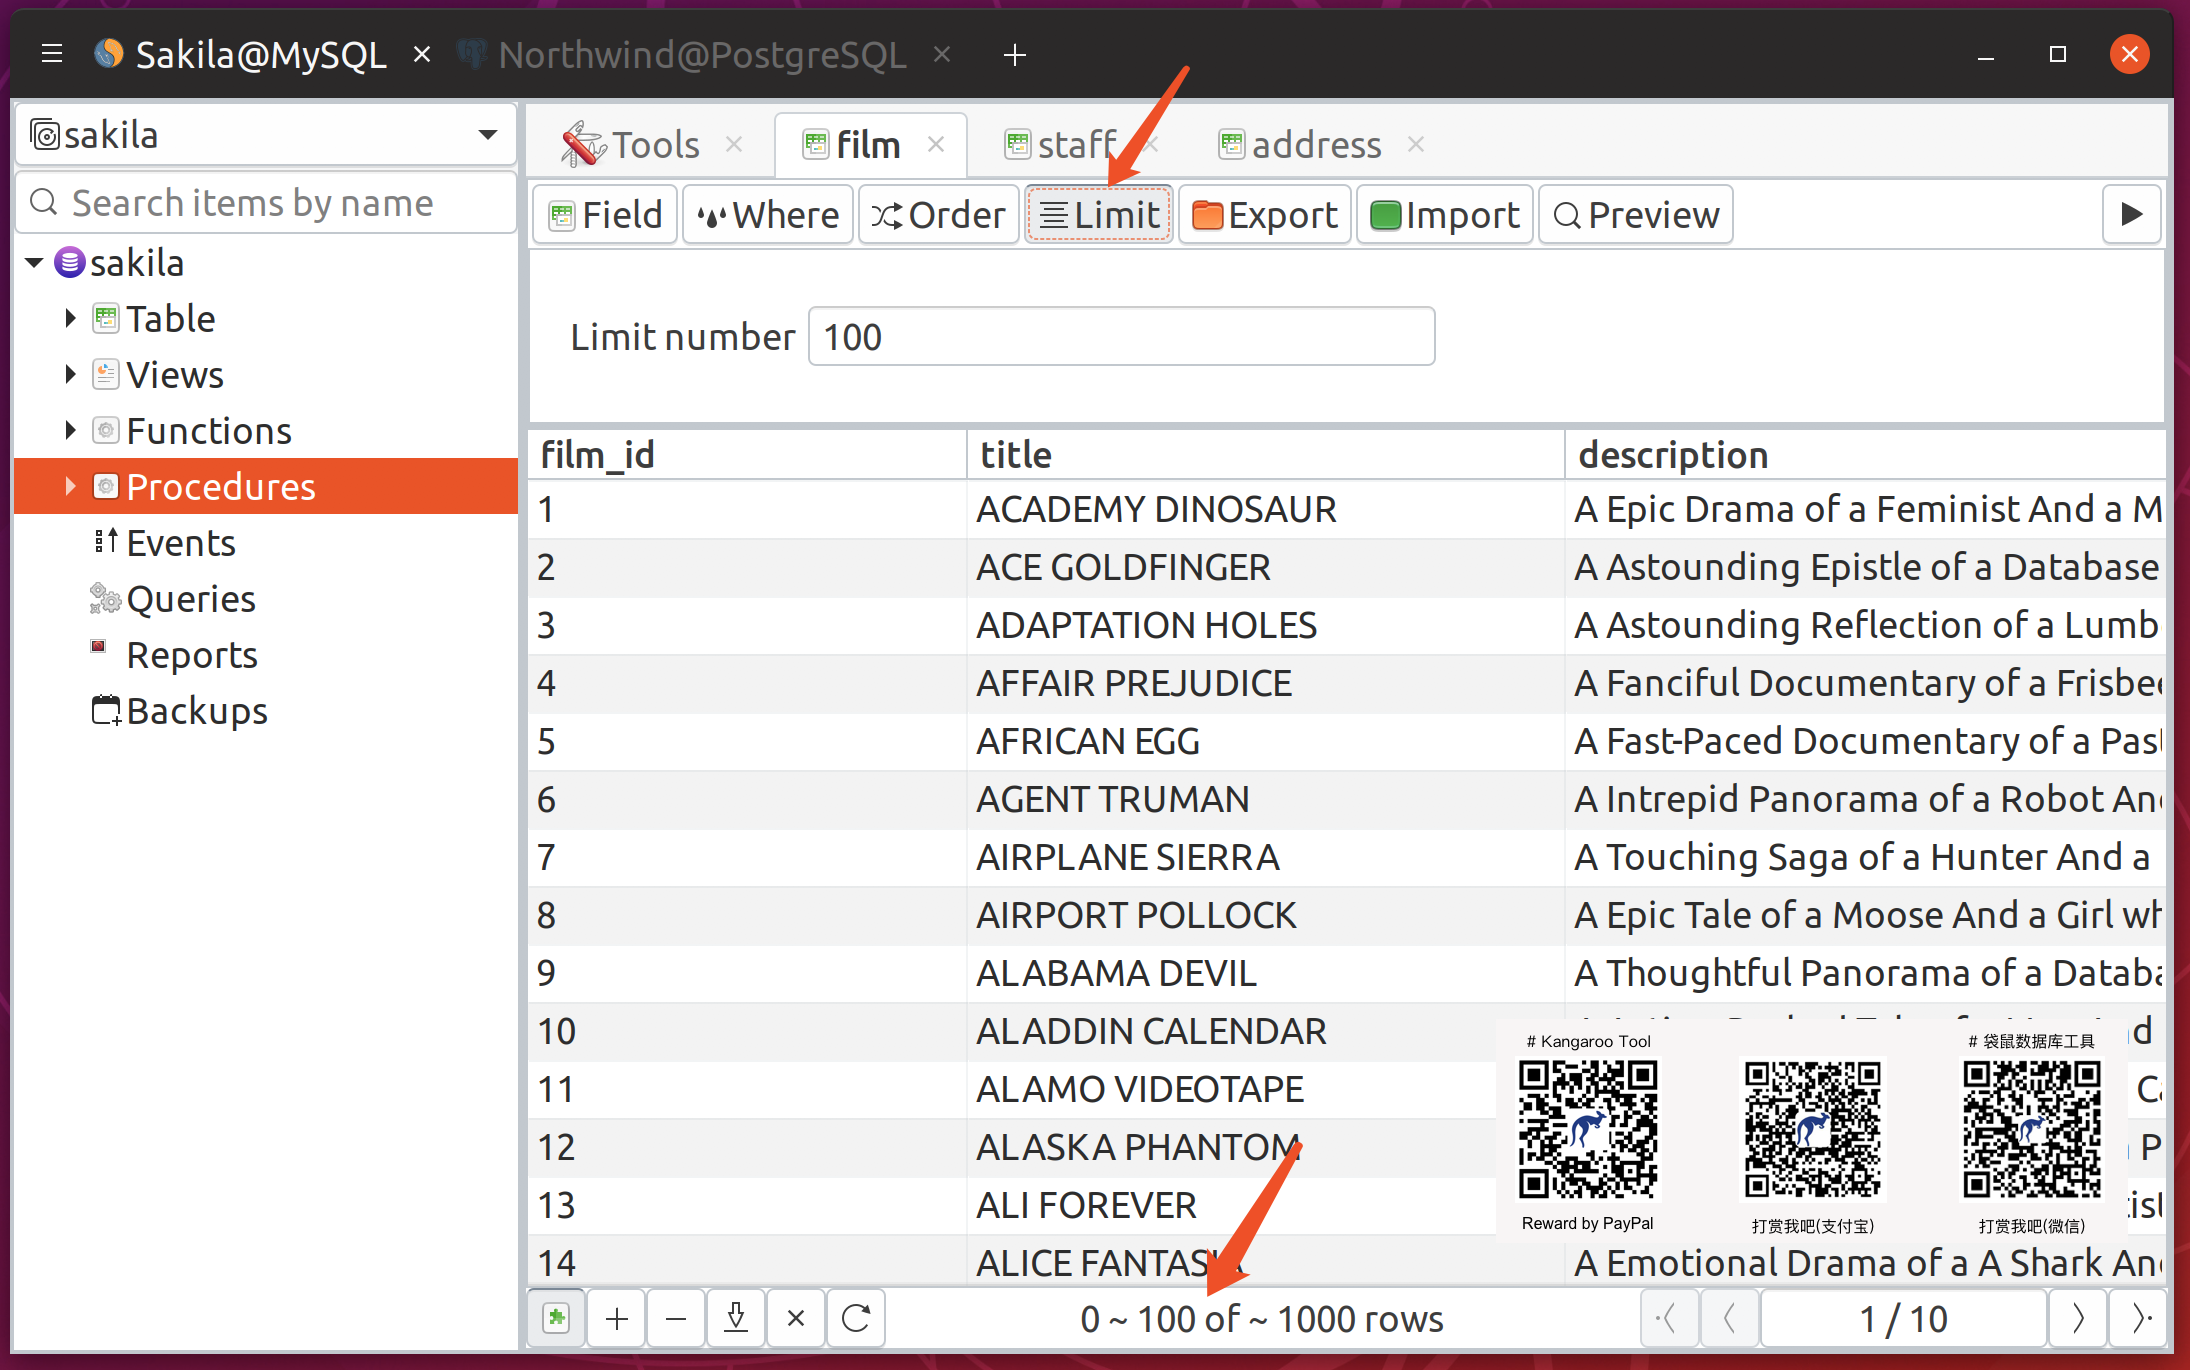 Sakila@MySQL
Northwind@PostgreSQL
sakila
Search items by name
sakila
Table
Views
Functions
Procedures
Events
Queries
Reports
Backups
Tools
film
staff
address
Field
Where
Order
Limit
Export
Import
Preview
Limit number 100
film_id title description
1 ACADEMY DINOSAUR A Epic Drama of a Feminist And a M
2 ACE GOLDFINGER A Astounding Epistle of a Database
3 ADAPTATION HOLES A Astounding Reflection of a Lumb
4 AFFAIR PREJUDICE A Fanciful Documentary of a Frisbee
5 AFRICAN EGG A Fast-Paced Documentary of a Past
6 AGENT TRUMAN A Intrepid Panorama of a Robot And
7 AIRPLANE SIERRA A Touching Saga of a Hunter And a
8 AIRPORT POLLOCK A Epic Tale of a Moose And a Girl wh
9 ALABAMA DEVIL A Thoughtful Panorama of a Databa
10 ALADDIN CALENDAR
11 ALAMO VIDEOTAPE
12 ALASKA PHANTOM
13 ALI FOREVER
14 ALICE FANTASIA A Emotional Drama of a A Shark And
# Kangaroo Tool
Reward by PayPal
打赏我吧(支付宝)
# 袋鼠数据库工具
打赏我吧(微信)
0 ~ 100 of ~ 1000 rows
1 / 10